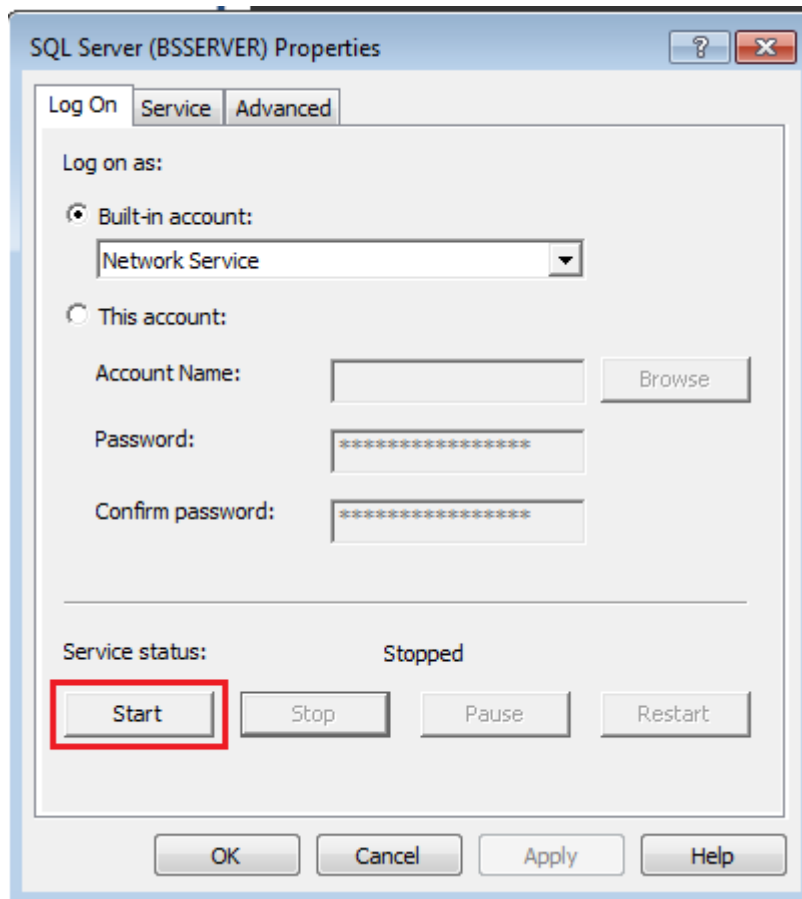 SQL Server (BSSERVER) Properties
Log On Service Advanced
Log on as:
Built-in account:
Network Service
This account:
Account Name:
Browse
Password:
****************
Confirm password:
****************
Service status: Stopped
Start Stop Pause Restart
OK Cancel Apply Help